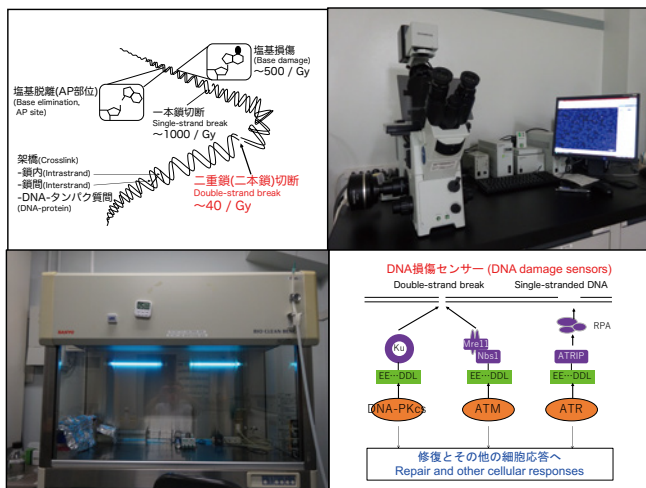 塩基損傷
(Base damage)
~500 / Gy
塩基脱離(AP部位)
(Base elimination,
AP site)
一本鎖切断
Single-strand break
~1000 / Gy
架橋(Crosslink)
-鎖内(Intrastrand)
-鎖間(Interstrand)
-DNA-タンパク質間
(DNA-protein)
二重鎖(二本鎖)切断
Double-strand break
~40 / Gy
SANYO
BIO CLEAN BENCH
DNA損傷センサー (DNA damage sensors)
Double-strand break
Single-stranded DNA
Ku
Mre11
Nbs1
RPA
ATRIP
EE…DDL
EE…DDL
EE…DDL
DNA-PKcs
ATM
ATR
修復とその他の細胞応答へ
Repair and other cellular responses